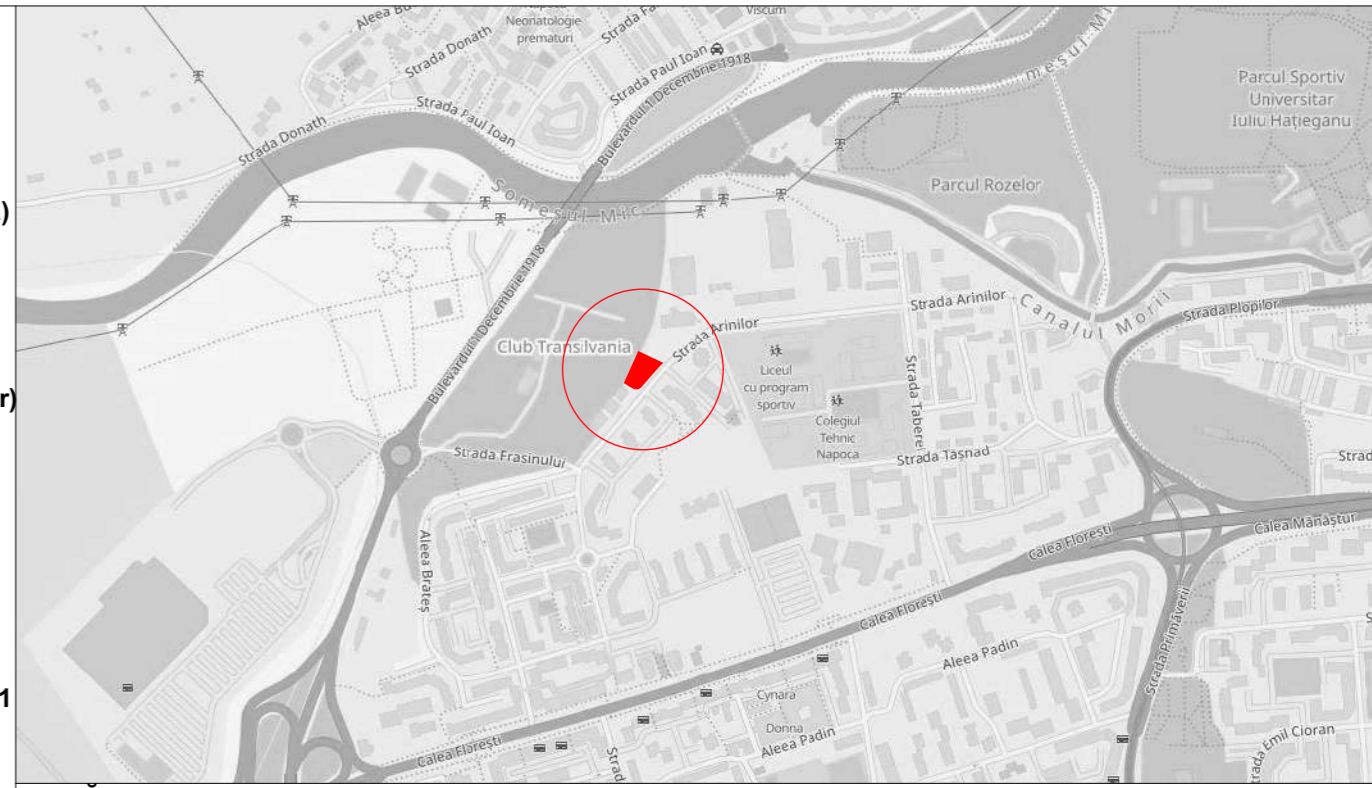 Viscum
Neonatologie
prematuri
Strada Donath
Strada Paul Ioan
Bulevardul 1 Decembrie 1918
Strada Paul Ioan
Strada Donath
Parcul Sportiv
Universitar
Iuliu Hațieganu
Parcul Rozelor
Someșul Mic
Bulevardul 1 Decembrie 1918
Canalul Morii
Strada Arinilor
Strada Plopilor
Strada Arinilor
Club Transilvania
Liceul
cu program
sportiv
Colegiul
Tehnic
Napoca
Strada Taberei
Strada Frasinului
Strada Tășnad
Calea Mănăștur
Calea Florești
Aleea Brateș
Calea Florești
Strada Primăverii
Aleea Padin
Cynara
Donna
Aleea Padin
Calea Florești
Strada Emil Cioran